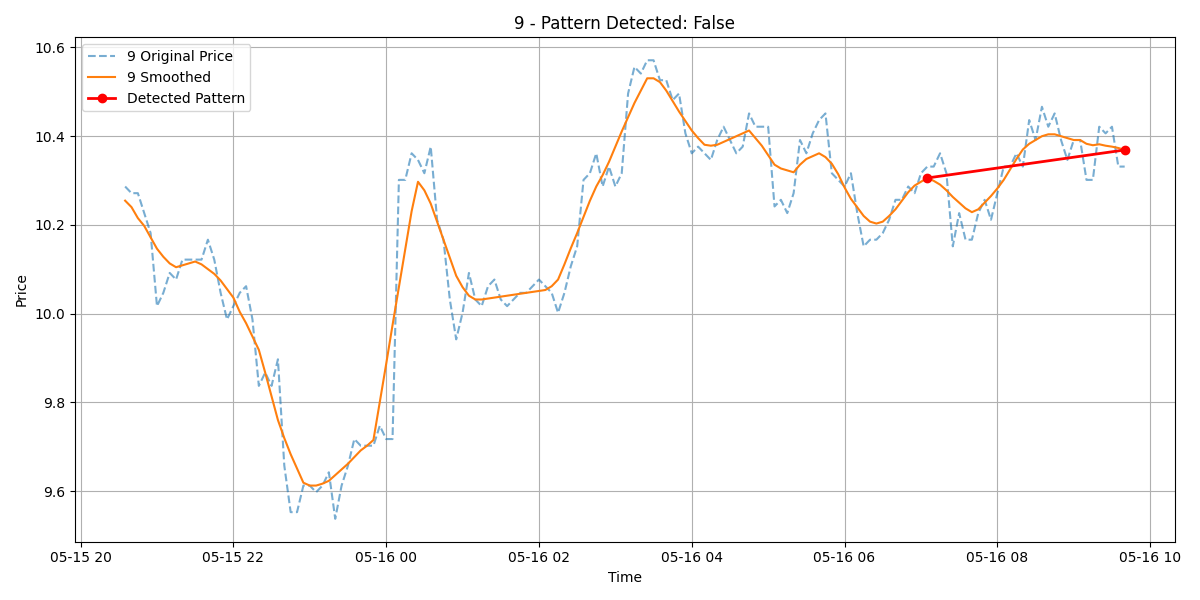 9 - Pattern Detected: False
9 Original Price
9 Smoothed
Detected Pattern
10.6
10.4
10.2
10.0
9.8
9.6
Price
05-15 20 05-15 22 05-16 00 05-16 02 05-16 04 05-16 06 05-16 08 05-16 10
Time